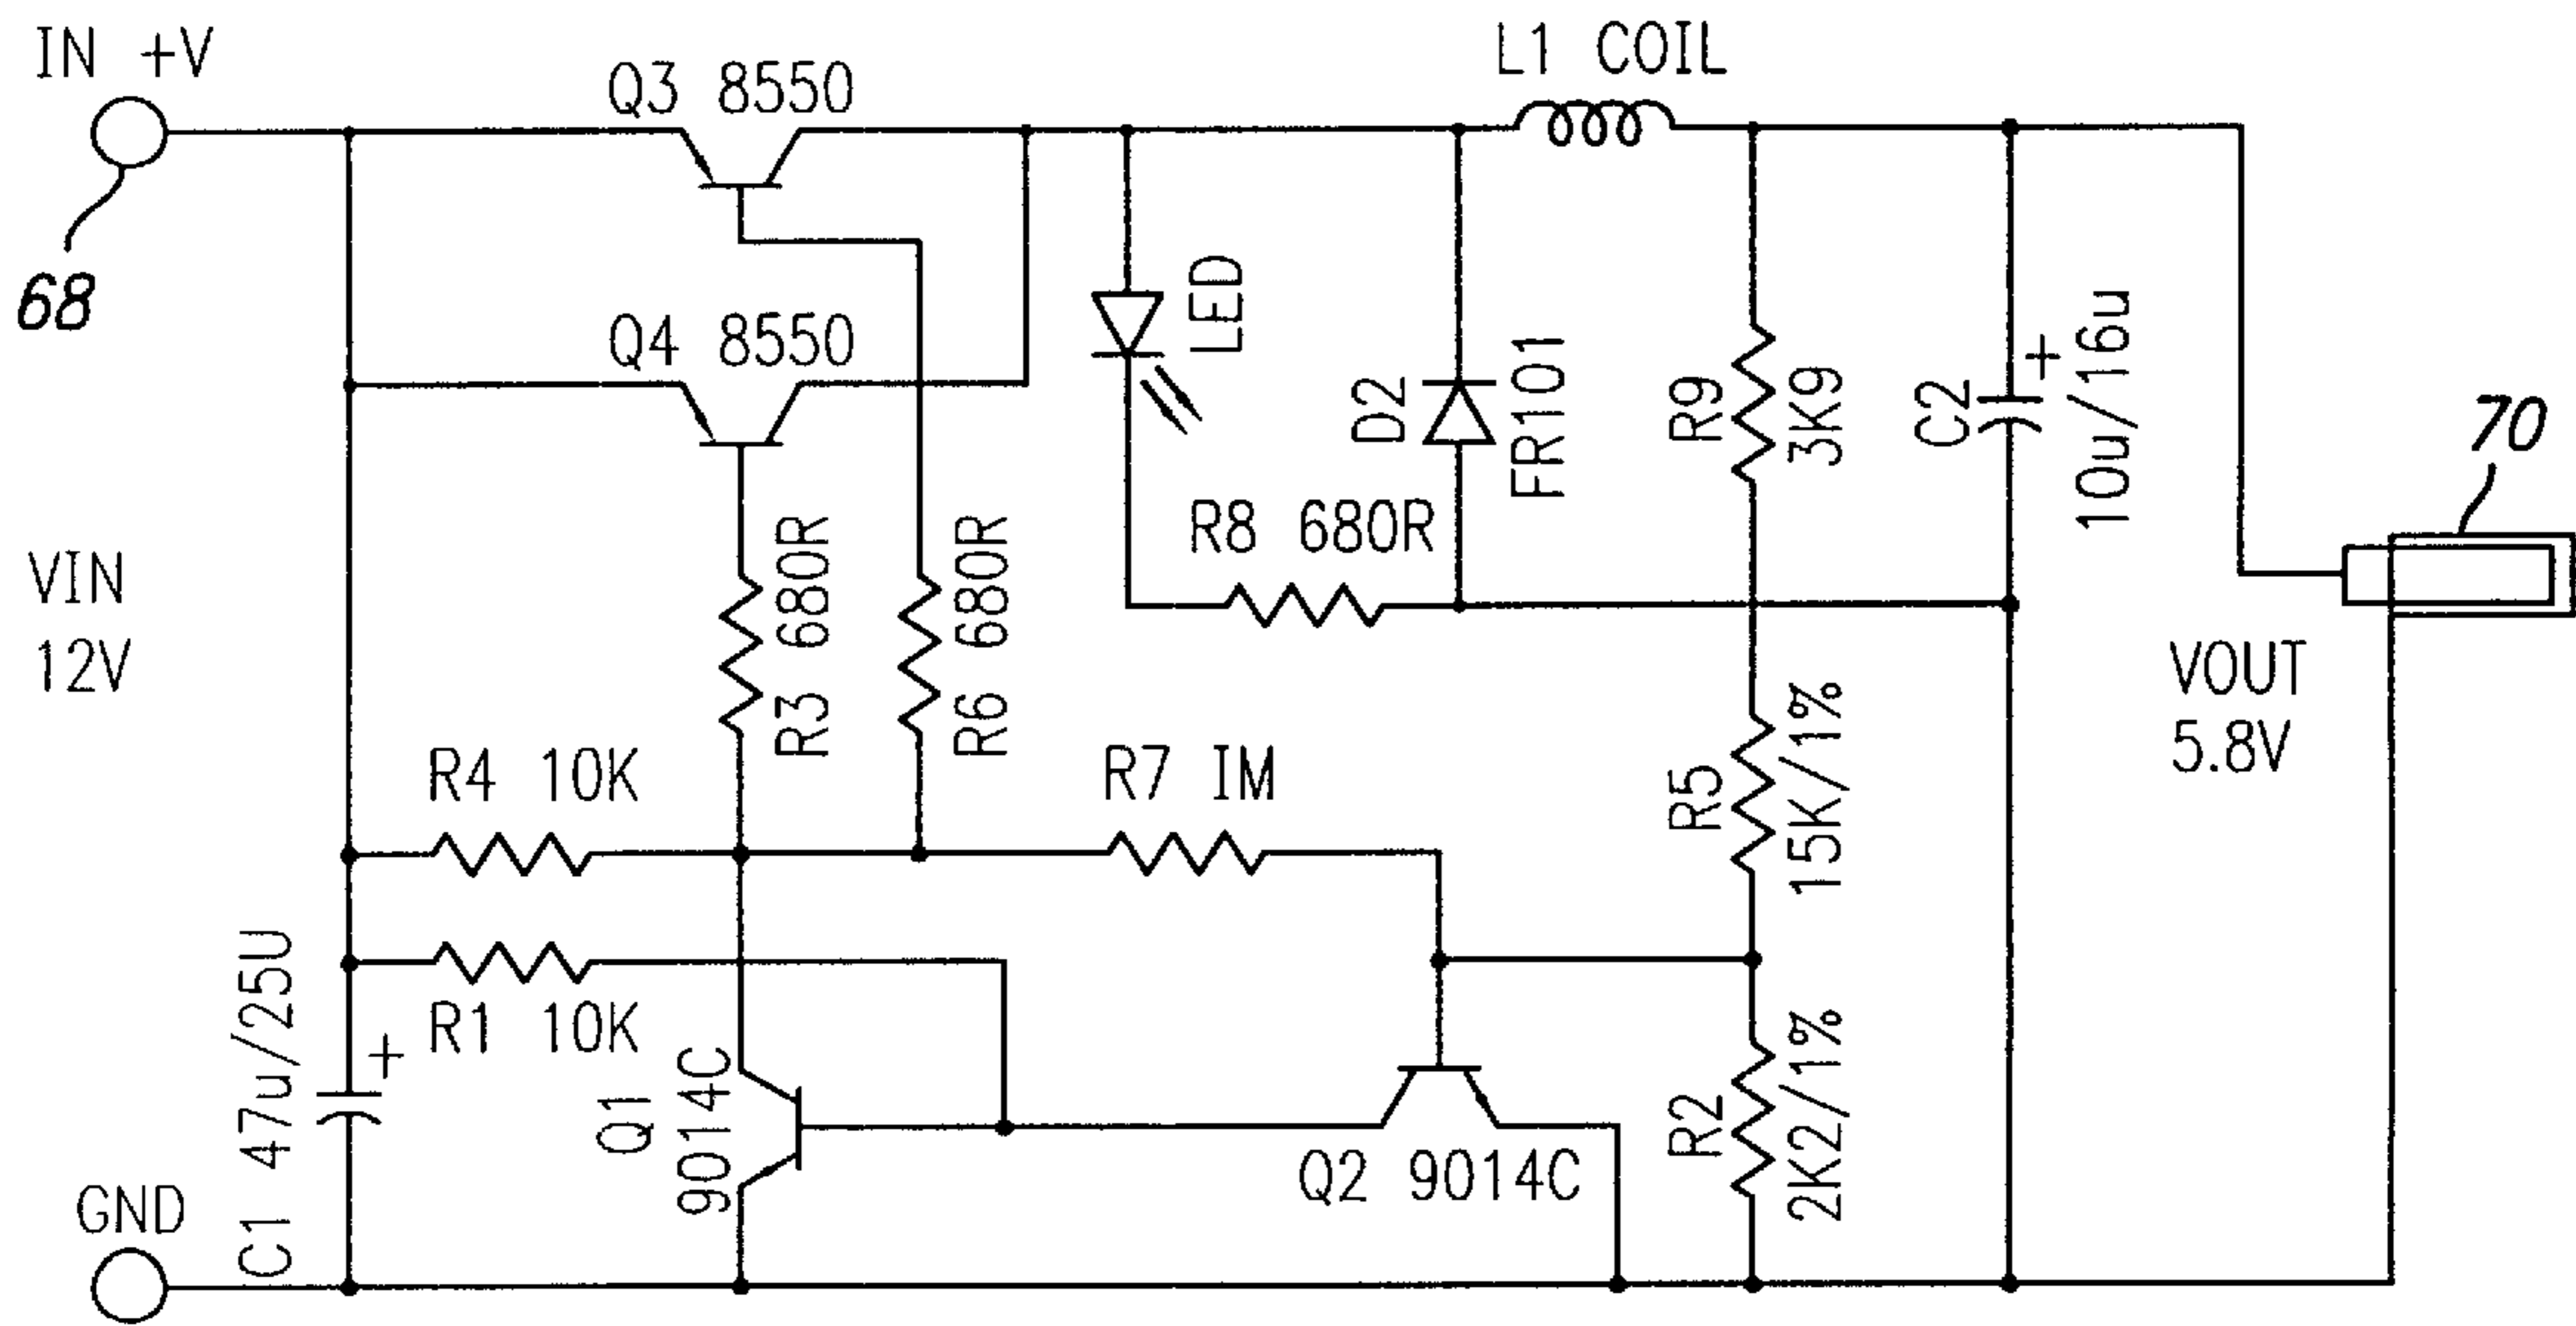 IN +V
68
Q3 8550
L1 COIL
Q4 8550
LED
D2
FR101
R9
3K9
C2
+
10u/16u
70
VIN
12V
R3 680R
R6 680R
R8 680R
VOUT
5.8V
R4 10K
R7 IM
R5
15K/1%
R1 10K
C1 47u/25U
+
Q1
9014C
Q2 9014C
R2
2K2/1%
GND